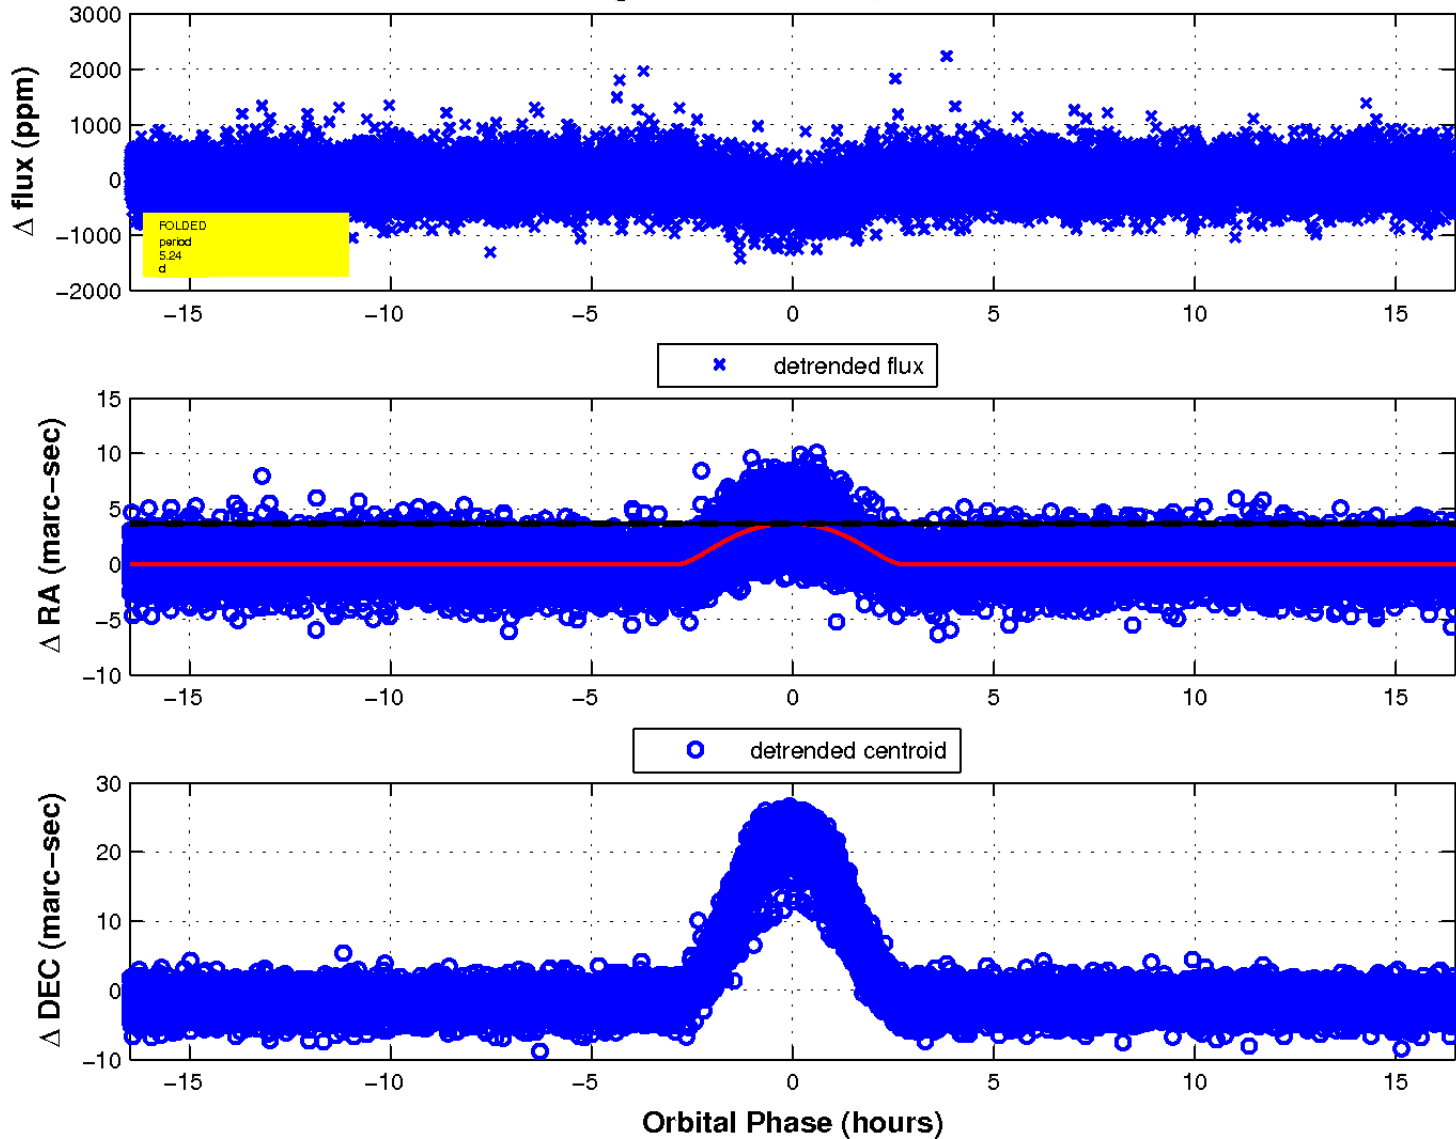 3000
2000
1000
0
−1000
−2000
Δ flux (ppm)
FOLDED
period
5.24
d
−15 −10 −5 0 5 10 15
detrended flux
15
10
5
0
−5
−10
Δ RA (marc−sec)
−15 −10 −5 0 5 10 15
detrended centroid
30
20
10
0
−10
Δ DEC (marc−sec)
−15 −10 −5 0 5 10 15
Orbital Phase (hours)